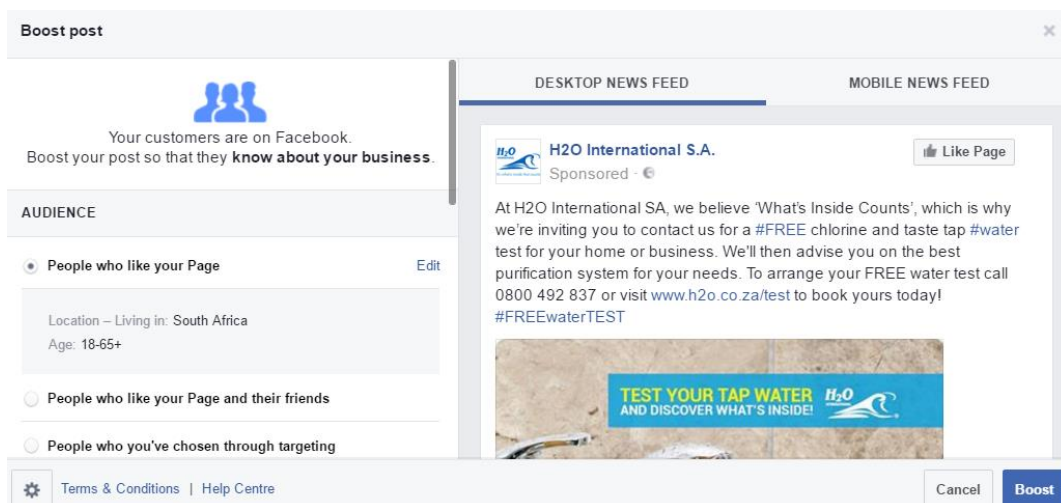 Boost post
Your customers are on Facebook.
Boost your post so that they know about your business.
AUDIENCE
People who like your Page
Edit
Location – Living in: South Africa
Age: 18-65+
People who like your Page and their friends
People who you've chosen through targeting
DESKTOP NEWS FEED
MOBILE NEWS FEED
H2O
H2O International S.A.
Sponsored ·
Like Page
At H2O International SA, we believe ‘What's Inside Counts’, which is why
we're inviting you to contact us for a #FREE chlorine and taste tap #water
test for your home or business. We'll then advise you on the best
purification system for your needs. To arrange your FREE water test call
0800 492 837 or visit www.h2o.co.za/test to book yours today!
#FREEwaterTEST
TEST YOUR TAP WATER
AND DISCOVER WHAT'S INSIDE!
H2O
Terms & Conditions | Help Centre
Cancel
Boost